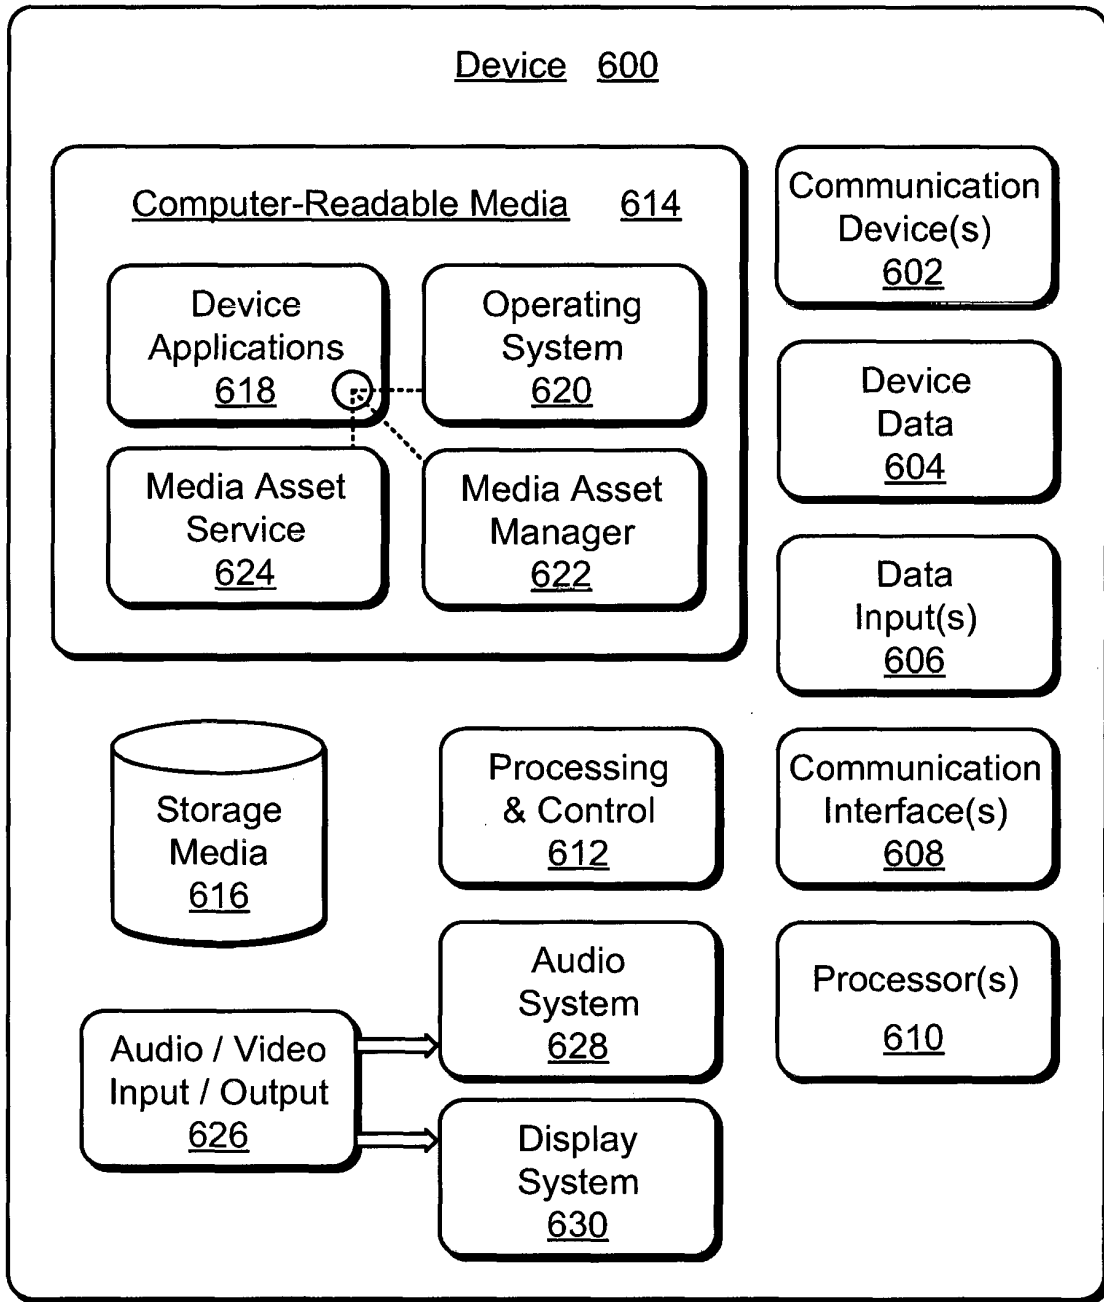 Device 600
Computer-Readable Media 614
Device
Applications
618
Operating
System
620
Media Asset
Service
624
Media Asset
Manager
622
Communication
Device(s)
602
Device
Data
604
Data
Input(s)
606
Storage
Media
616
Processing
& Control
612
Communication
Interface(s)
608
Audio / Video
Input / Output
626
Audio
System
628
Display
System
630
Processor(s)
610